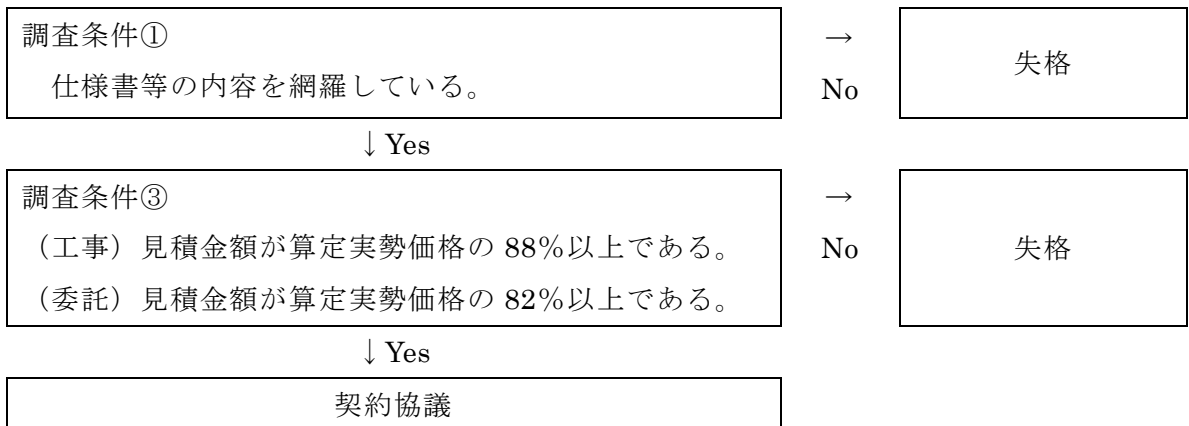 調査条件①
仕様書等の内容を網羅している。
→
No
失格
↓ Yes
調査条件③
（工事）見積金額が算定実勢価格の 88％以上である。
（委託）見積金額が算定実勢価格の 82％以上である。
→
No
失格
↓ Yes
契約協議